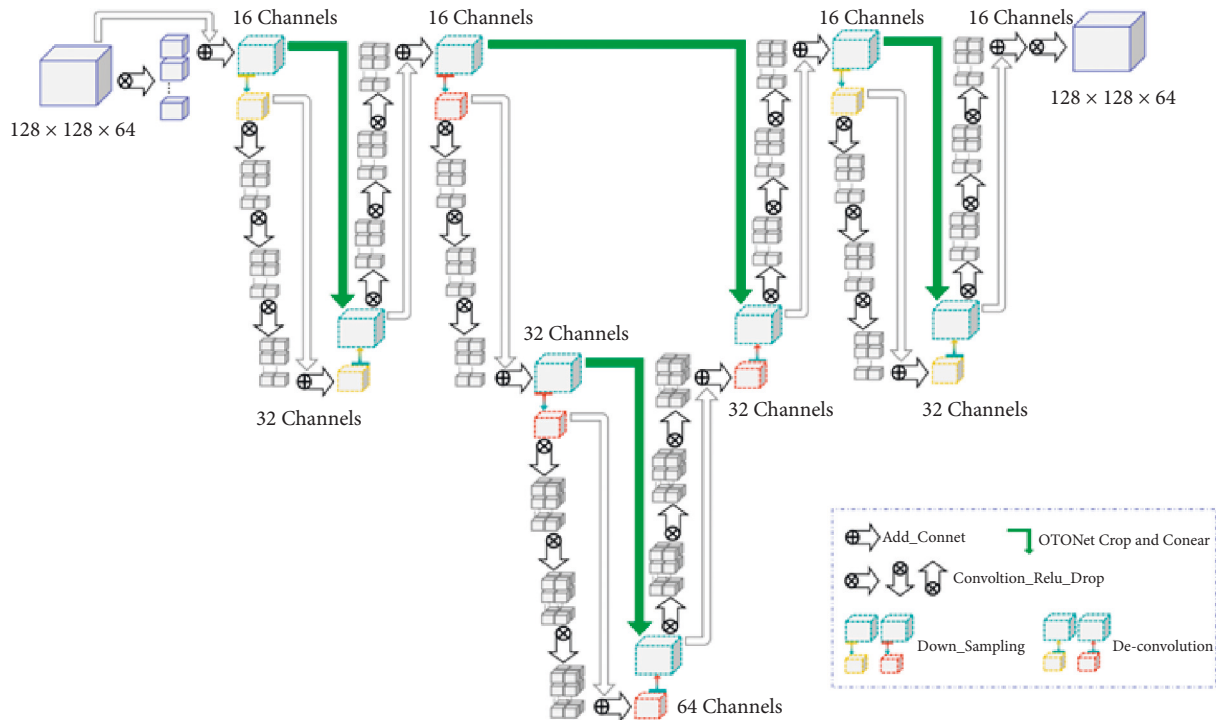 16 Channels
16 Channels
16 Channels
16 Channels
128 × 128 × 64
128 × 128 × 64
32 Channels
32 Channels
32 Channels
32 Channels
64 Channels
Add_Connet
OTONet Crop and Conear
Convoltion_Relu_Drop
Down_Sampling
De-convolution